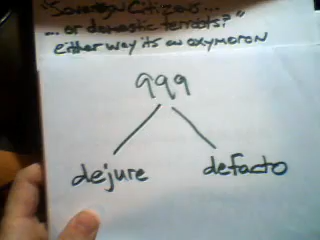 "Sovereign Citizens...
... or domestic terrorists?"
either way its an oxymoron
999
dejure
defacto